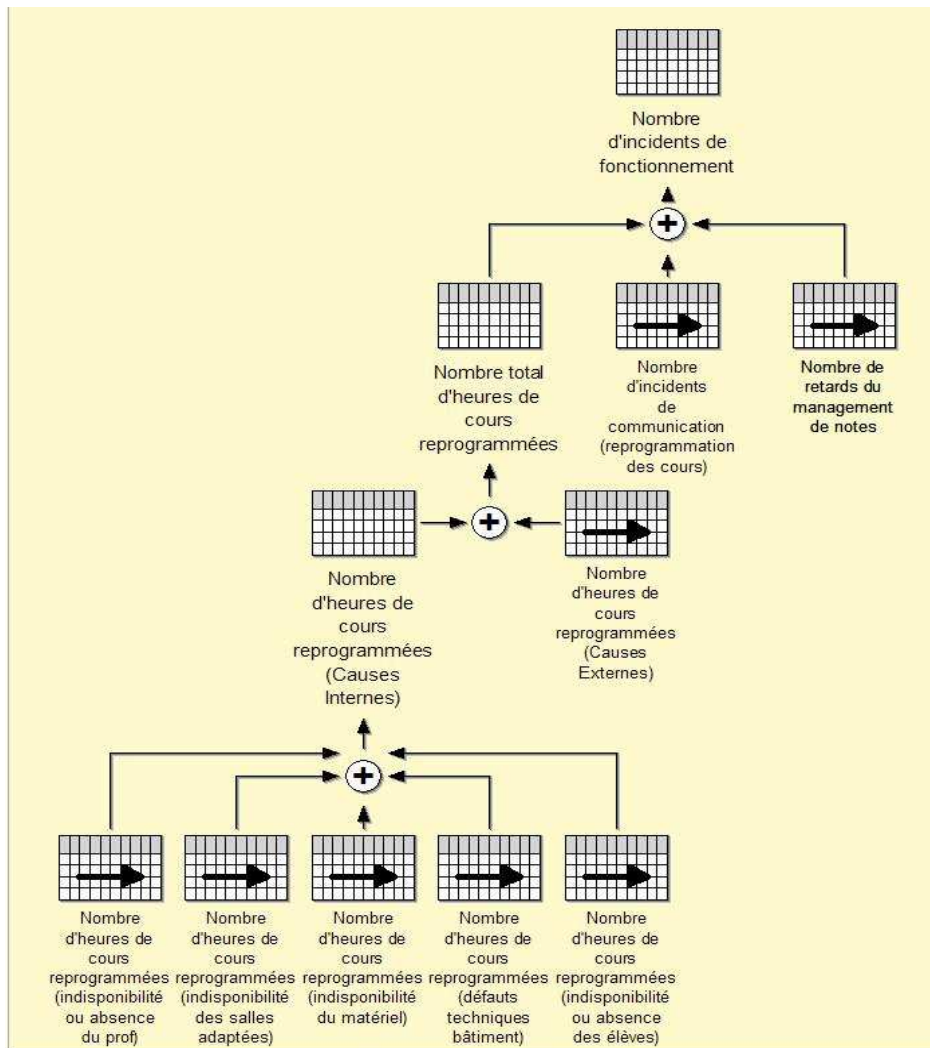 Nombre
d'incidents de
fonctionnement
+
Nombre total
d'heures de
cours
reprogrammées
Nombre
d'incidents
de
communication
(reprogrammation
des cours)
Nombre de
retards du
management
de notes
+
Nombre
d'heures de
cours
reprogrammées
(Causes
Internes)
Nombre
d'heures de
cours
reprogrammées
(Causes
Externes)
+
Nombre
d'heures de
cours
reprogrammées
(indisponibilité
ou absence
du prof)
Nombre
d'heures de
cours
reprogrammées
(indisponibilité
des salles
adaptées)
Nombre
d'heures de
cours
reprogrammées
(indisponibilité
du matériel)
Nombre
d'heures de
cours
reprogrammées
(défauts
techniques
bâtiment)
Nombre
d'heures de
cours
reprogrammées
(indisponibilité
ou absence
des élèves)